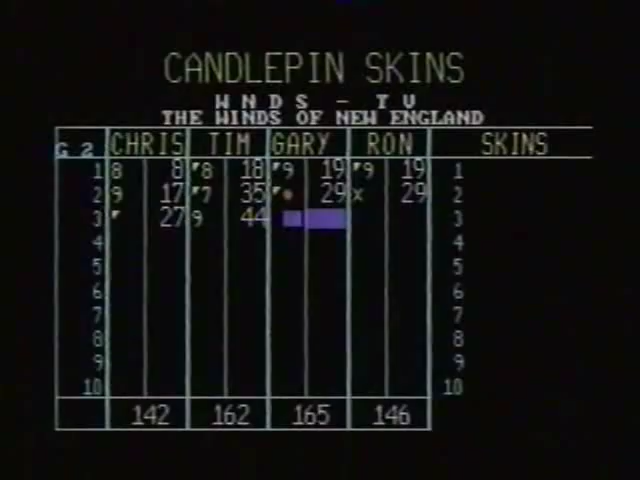 CANDLEPIN SKINS
WNDS - TV
THE WINDS OF NEW ENGLAND
G 2 CHRIS TIM GARY RON SKINS
1 8 8 8 18 9 19 9 19 1
2 9 17 7 35 29 x 29 2
3 27 9 44 3
4 4
5 5
6 6
7 7
8 8
9 9
10 10
142 162 165 146